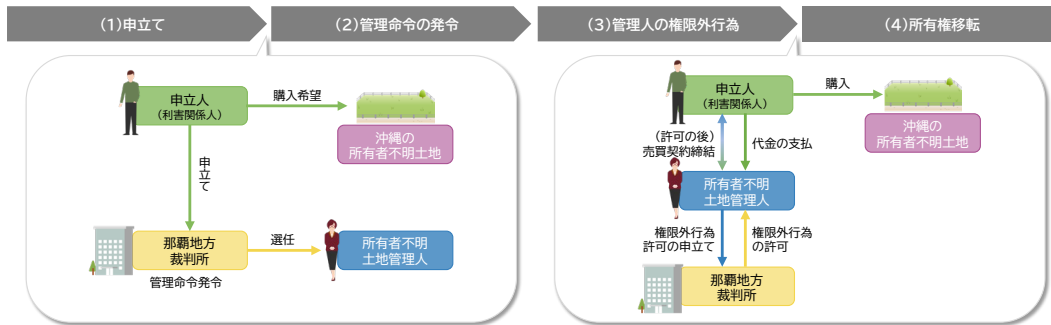 (1)申立て
(2)管理命令の発令
(3)管理人の権限外行為
(4)所有権移転
申立人
(利害関係人)
購入希望
沖縄の
所有者不明土地
申立て
那覇地方
裁判所
管理命令発令
選任
所有者不明
土地管理人
申立人
(利害関係人)
購入
沖縄の
所有者不明土地
(許可の後)
売買契約締結
代金の支払
所有者不明
土地管理人
権限外行為
許可の申立て
権限外行為
の許可
那覇地方
裁判所